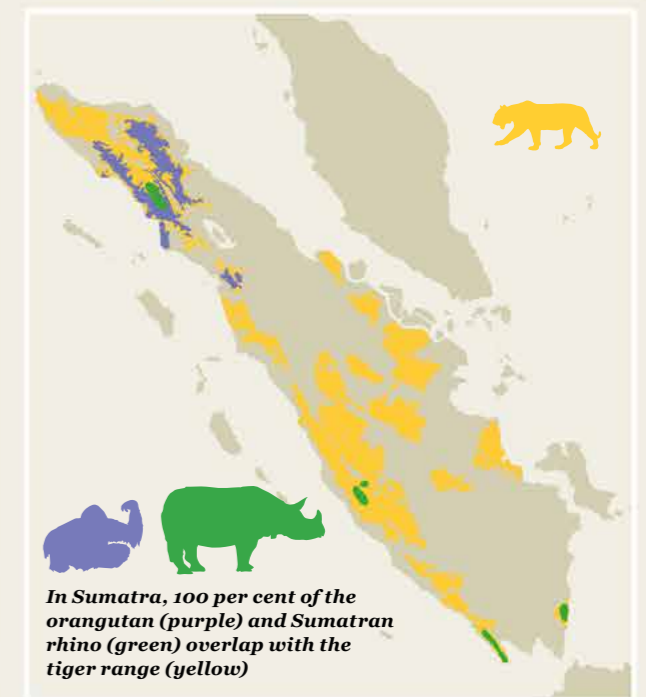 In Sumatra, 100 per cent of the
orangutan (purple) and Sumatran
rhino (green) overlap with the
tiger range (yellow)